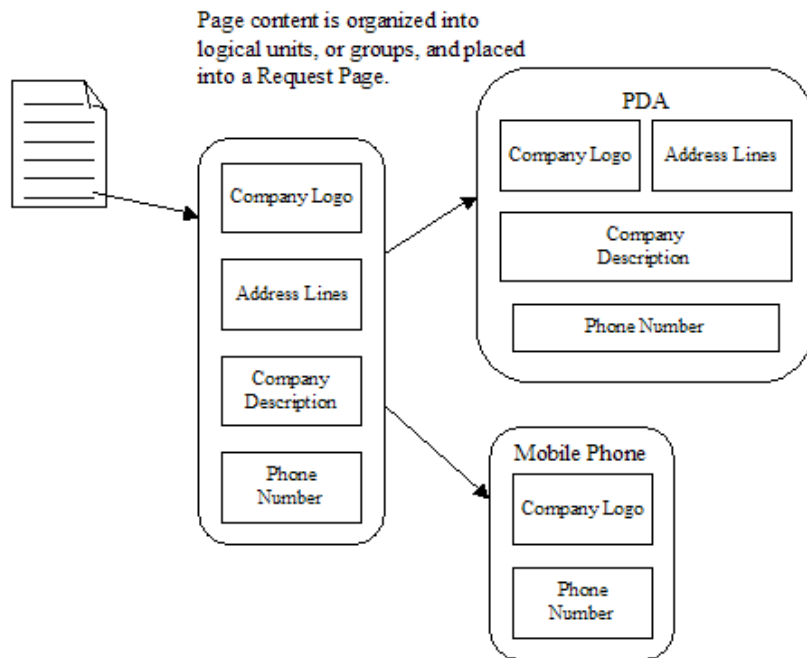 Page content is organized into
logical units, or groups, and placed
into a Request Page.
Company Logo
Address Lines
Company
Description
Phone
Number
PDA
Company Logo
Address Lines
Company
Description
Phone Number
Mobile Phone
Company Logo
Phone
Number